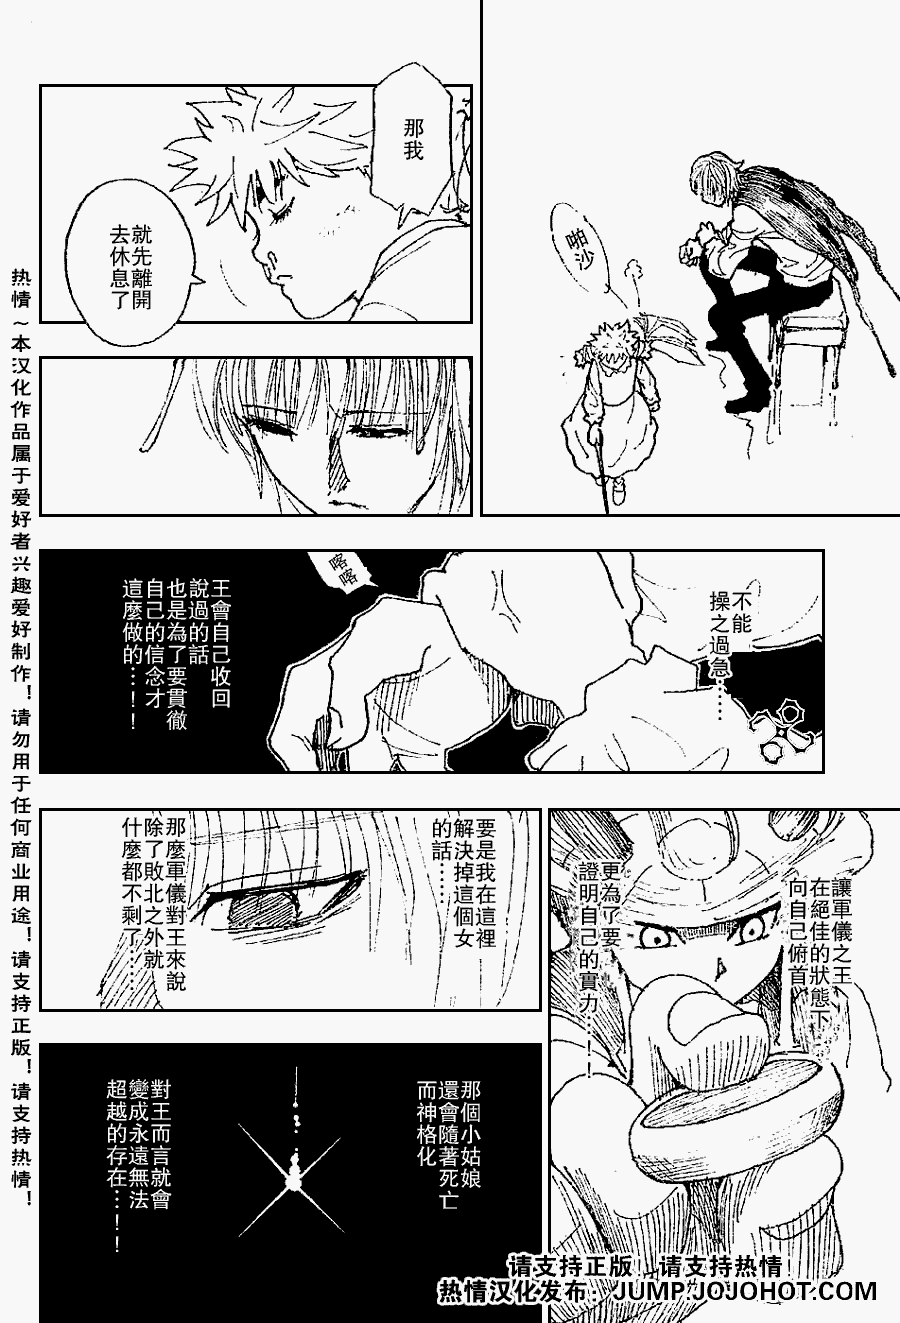 啪沙
那我
就先離開
去休息了
不能
操之過急……
喀喀
王會自己收回
說過的話
也是為了要貫徹
自己的信念才
這麼做的…！！
讓軍儀之王
在絕佳的狀態下
向自己俯首
更為了要
證明自己的實力…！！
要是我在這裡
解決掉這個女
的話……
那麼軍儀對王來說
除了敗北之外就
什麼都不剩了……
那個小姑娘
還會隨著死亡
而神格化
對王而言就會
變成永遠無法
超越的存在…！！
热情～本汉化作品属于爱好者兴趣爱好制作！请勿用于任何商业用途！请支持正版！请支持热情！
请支持正版！请支持热情！
热情汉化发布：JUMP.JOJOHOT.COM